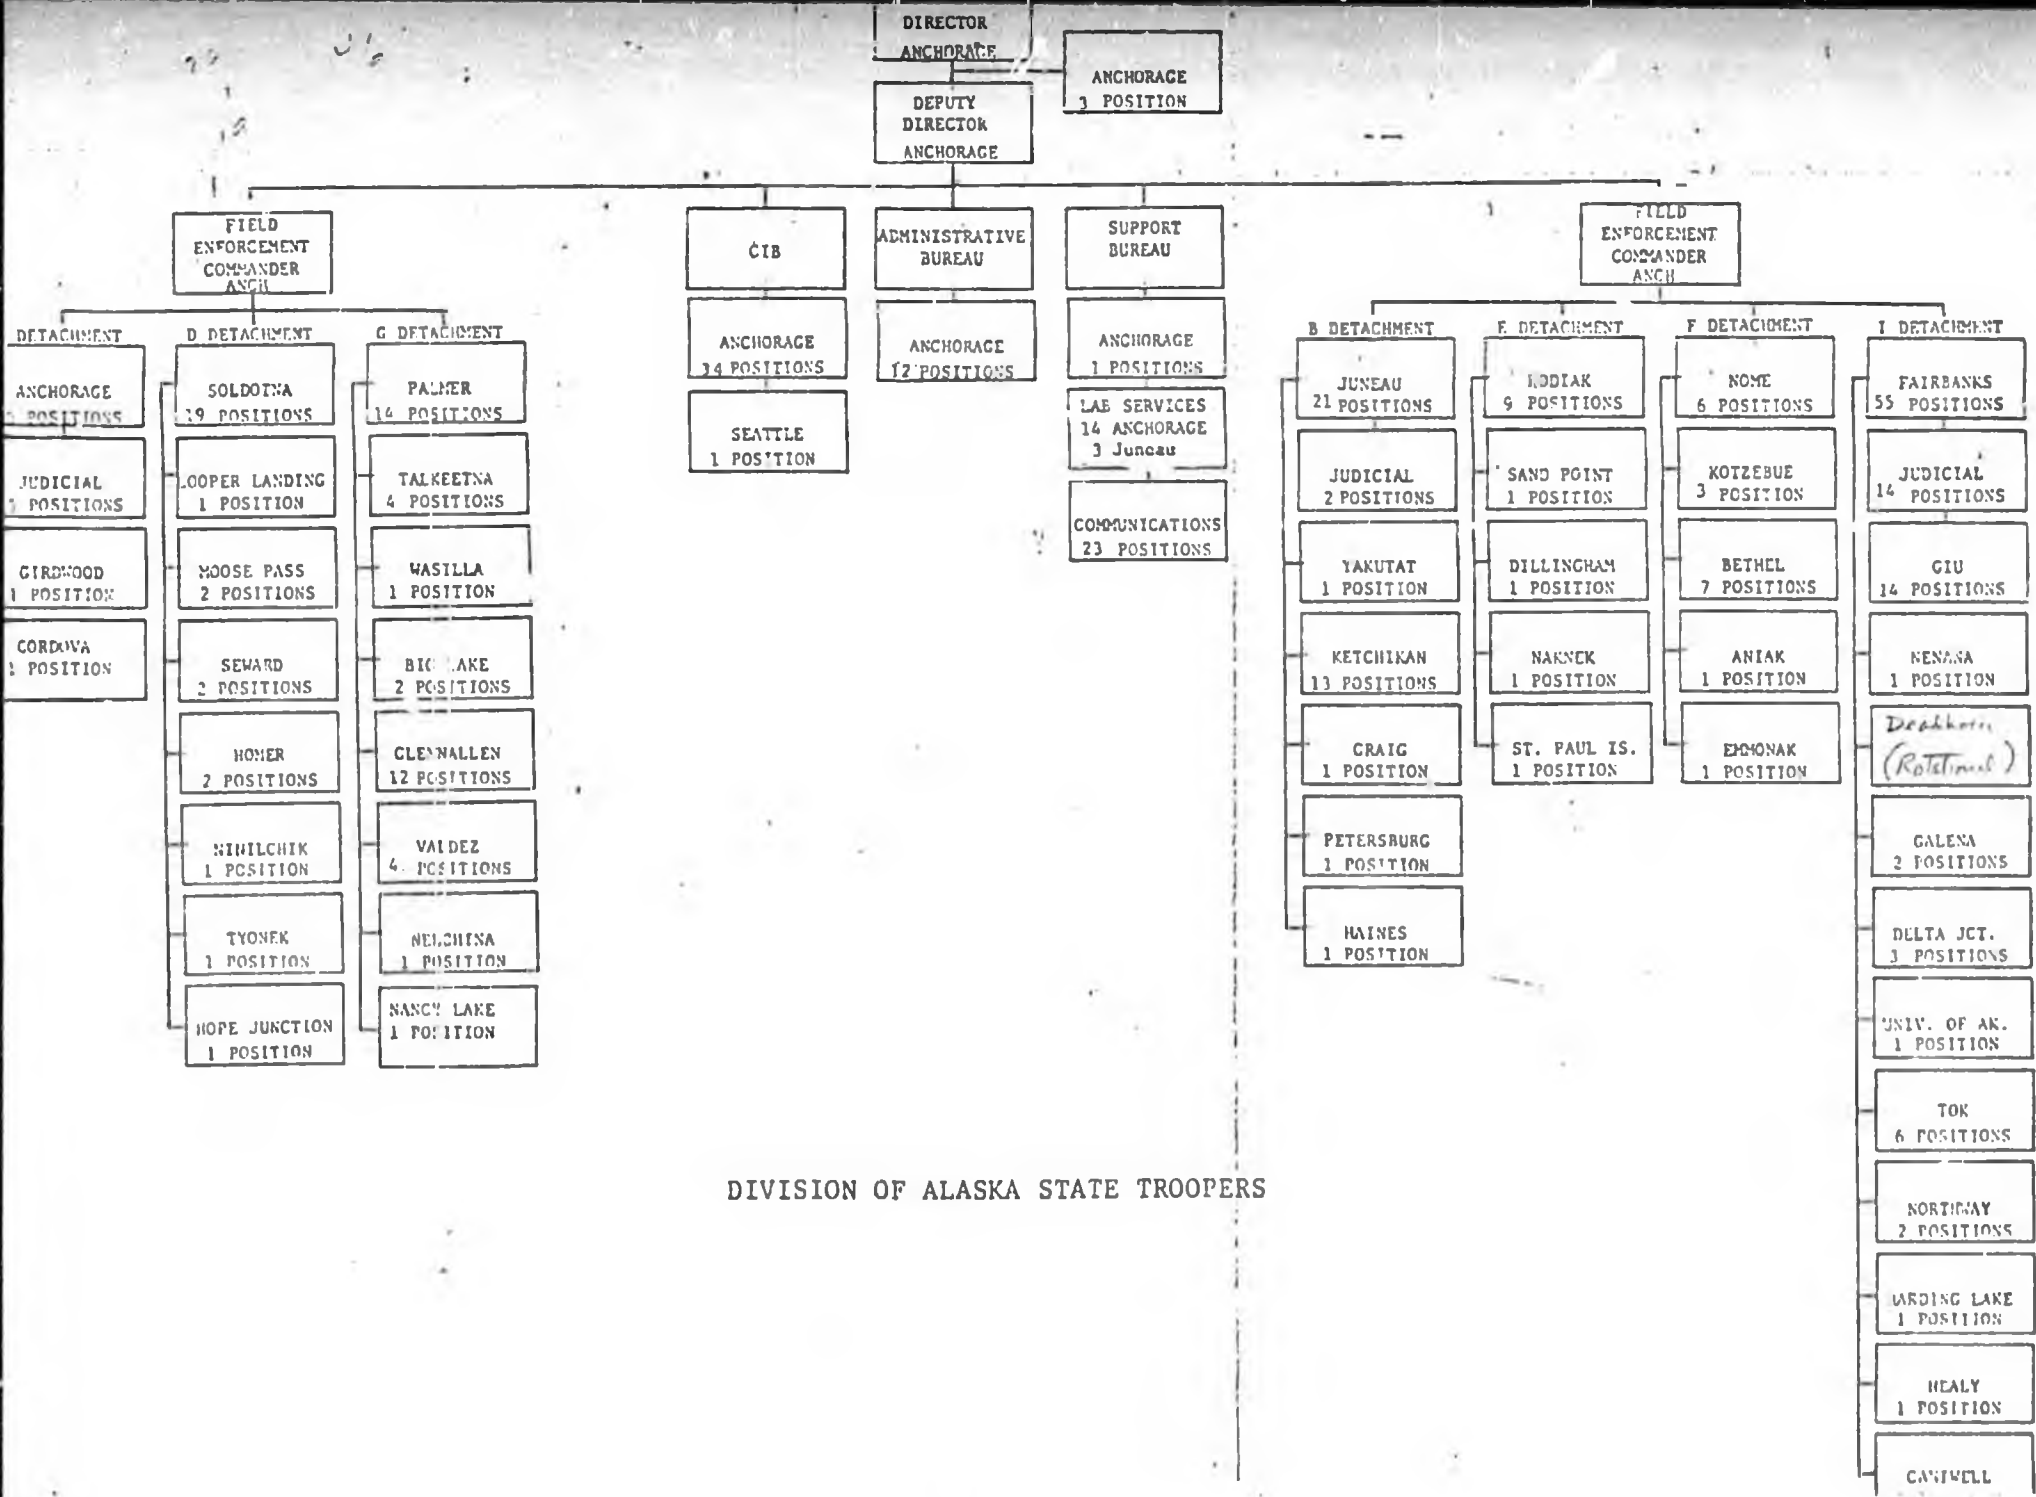 DIRECTOR
ANCHORAGE
ANCHORAGE
3 POSITION
DEPUTY
DIRECTOR
ANCHORAGE
FIELD
ENFORCEMENT
COMMANDER
ANCH
CIB
ADMINISTRATIVE
BUREAU
SUPPORT
BUREAU
FIELD
ENFORCEMENT
COMMANDER
ANCH
DETACHMENT
ANCHORAGE
POSITIONS
JUDICIAL
POSITIONS
GIRDWOOD
1 POSITION
CORDOVA
1 POSITION
D DETACHMENT
SOLDOTNA
19 POSITIONS
COOPER LANDING
1 POSITION
MOOSE PASS
2 POSITIONS
SEWARD
2 POSITIONS
HOMER
2 POSITIONS
NINILCHIK
1 POSITION
TYONEK
1 POSITION
HOPE JUNCTION
1 POSITION
G DETACHMENT
PALMER
14 POSITIONS
TALKEETNA
4 POSITIONS
WASILLA
1 POSITION
BIG LAKE
2 POSITIONS
GLENNALLEN
12 POSITIONS
VALDEZ
4 POSITIONS
NELCHINA
1 POSITION
NANCY LAKE
1 POSITION
ANCHORAGE
34 POSITIONS
SEATTLE
1 POSITION
ANCHORAGE
12 POSITIONS
ANCHORAGE
1 POSITIONS
LAB SERVICES
14 ANCHORAGE
3 Juneau
COMMUNICATIONS
23 POSITIONS
B DETACHMENT
JUNEAU
21 POSITIONS
JUDICIAL
2 POSITIONS
YAKUTAT
1 POSITION
KETCHIKAN
13 POSITIONS
CRAIG
1 POSITION
PETERSBURG
1 POSITION
HAINES
1 POSITION
E DETACHMENT
KODIAK
9 POSITIONS
SAND POINT
1 POSITION
DILLINGHAM
1 POSITION
NAKNEK
1 POSITION
ST. PAUL IS.
1 POSITION
F DETACHMENT
NOME
6 POSITIONS
KOTZEBUE
3 POSITION
BETHEL
7 POSITIONS
ANIAK
1 POSITION
EMMONAK
1 POSITION
I DETACHMENT
FAIRBANKS
55 POSITIONS
JUDICIAL
14 POSITIONS
GIU
14 POSITIONS
NENANA
1 POSITION
Deadhorse
(Rotational)
GALENA
2 POSITIONS
DELTA JCT.
3 POSITIONS
UNIV. OF AK.
1 POSITION
TOK
6 POSITIONS
NORTHWAY
2 POSITIONS
HARDING LAKE
1 POSITION
HEALY
1 POSITION
CANTWELL
DIVISION OF ALASKA STATE TROOPERS